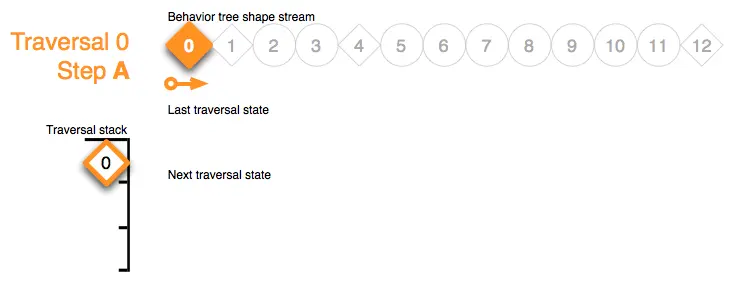 Behavior tree shape stream
Traversal 0
Step A
0 1 2 3 4 5 6 7 8 9 10 11 12
Last traversal state
Traversal stack
0
Next traversal state